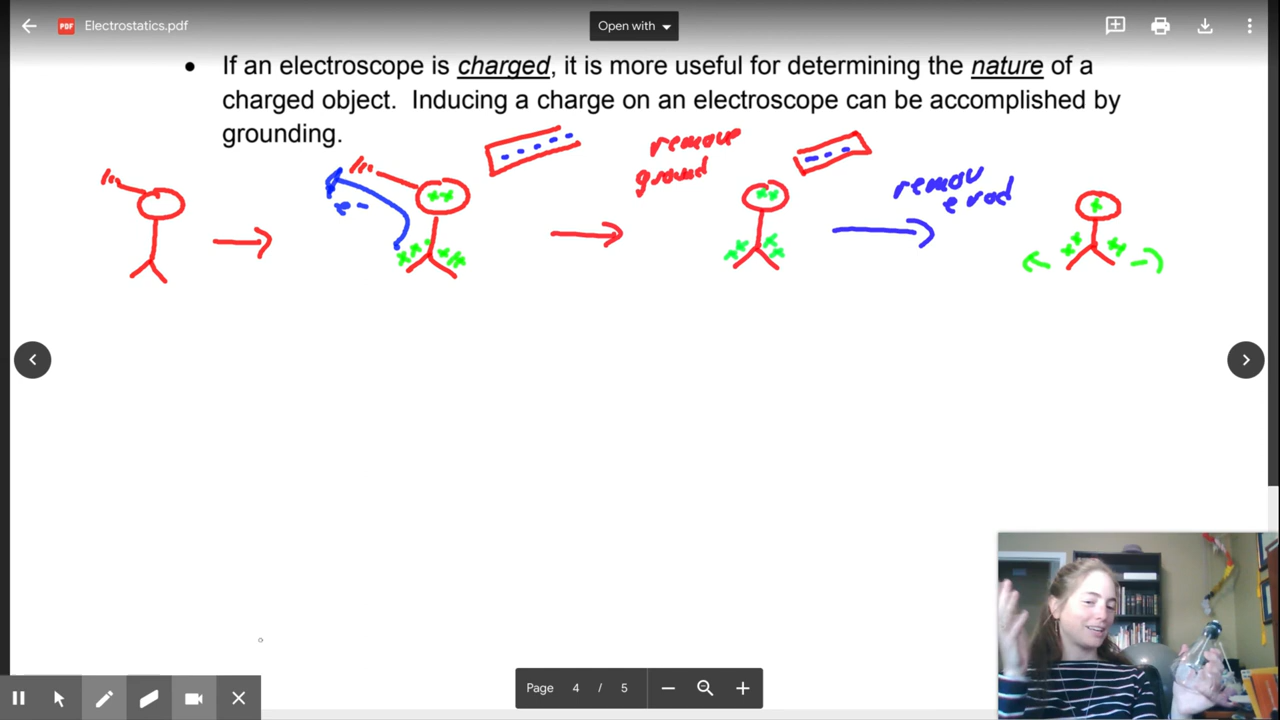 Electrostatics.pdf
Open with
• If an electroscope is charged, it is more useful for determining the nature of a
charged object. Inducing a charge on an electroscope can be accomplished by
grounding.
remove
ground
remov
e rod
e-
Page 4 / 5